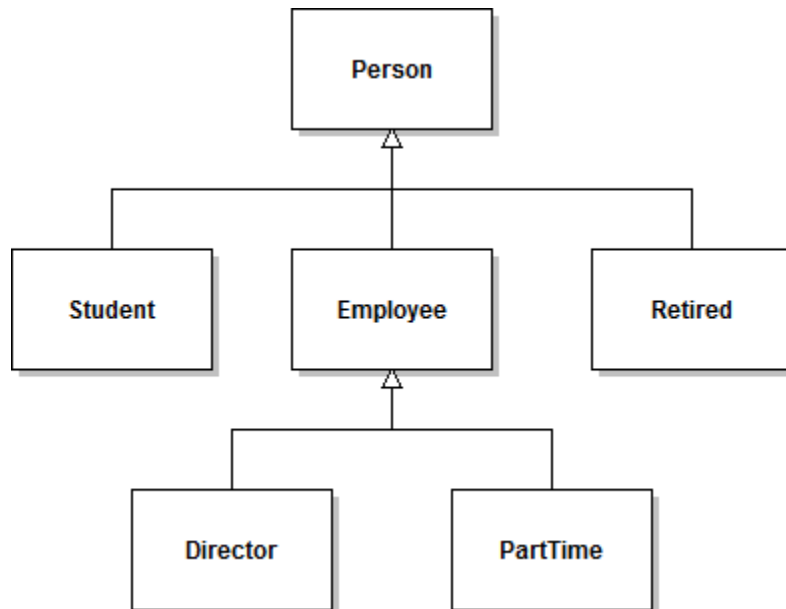 Person
Student
Employee
Retired
Director
PartTime